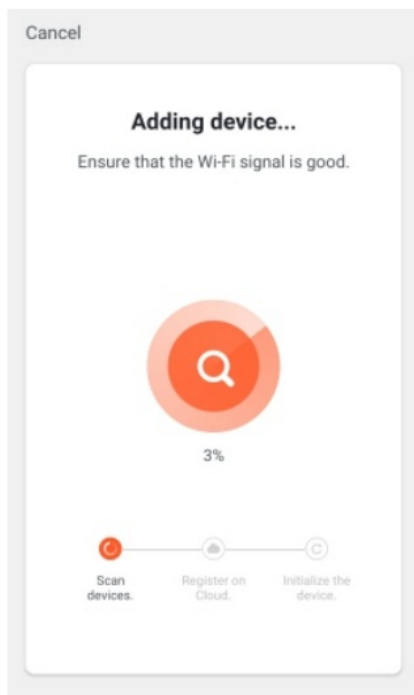 Cancel
Adding device...
Ensure that the Wi-Fi signal is good.
3%
Scan
devices.
Register on
Cloud.
Initialize the
device.